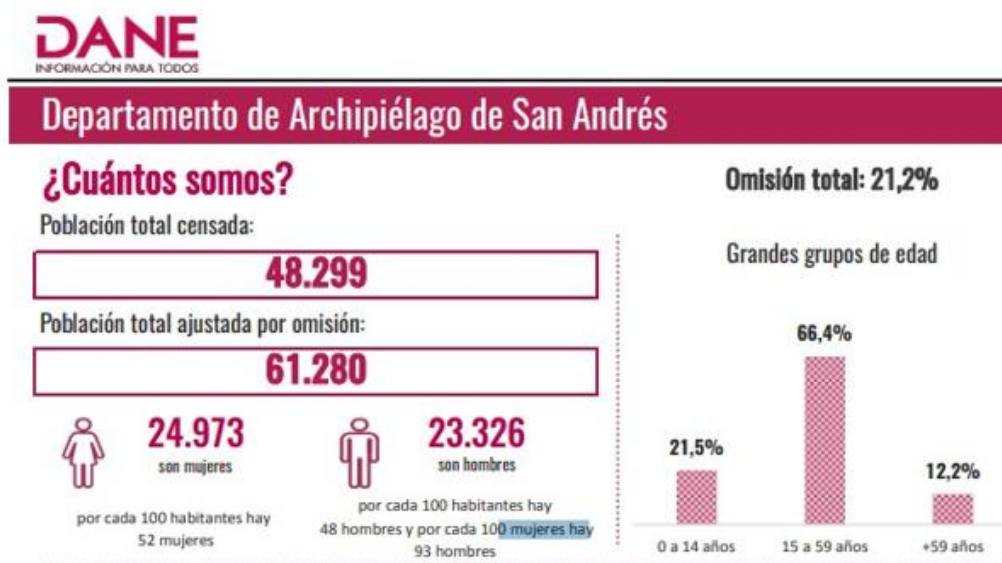 DANE
INFORMACIÓN PARA TODOS
Departamento de Archipiélago de San Andrés
¿Cuántos somos?
Población total censada:
48.299
Población total ajustada por omisión:
61.280
24.973
son mujeres
por cada 100 habitantes hay
52 mujeres
23.326
son hombres
por cada 100 habitantes hay
48 hombres y por cada 100 mujeres hay
93 hombres
Omisión total: 21,2%
Grandes grupos de edad
21,5%
66,4%
12,2%
0 a 14 años
15 a 59 años
+59 años